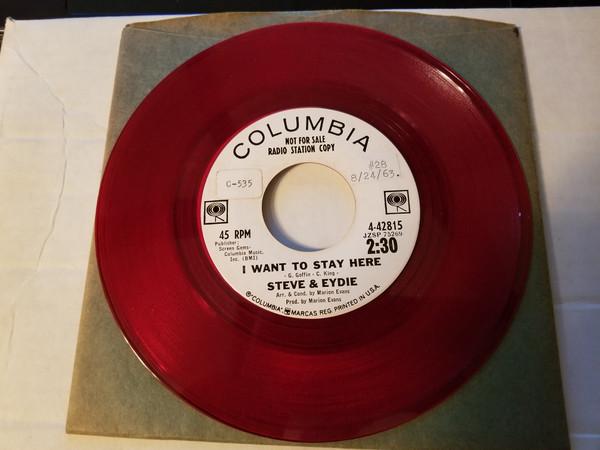 COLUMBIA
NOT FOR SALE
RADIO STATION COPY
C-535
#28
8/24/63.
45 RPM
Publisher:
Screen Gems-
Columbia Music,
Inc. (BMI)
4-42815
JZSP 75269
2:30
I WANT TO STAY HERE
- G. Goffin - C. King -
STEVE & EYDIE
Arr. & Cond. by Marion Evans
Prod. by Marion Evans
® "COLUMBIA", MARCAS REG. PRINTED IN U.S.A.